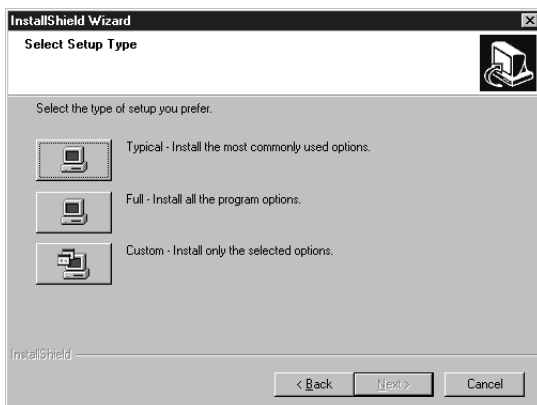 InstallShield Wizard
Select Setup Type
Select the type of setup you prefer.
Typical - Install the most commonly used options.
Full - Install all the program options.
Custom - Install only the selected options.
InstallShield
< Back Next > Cancel